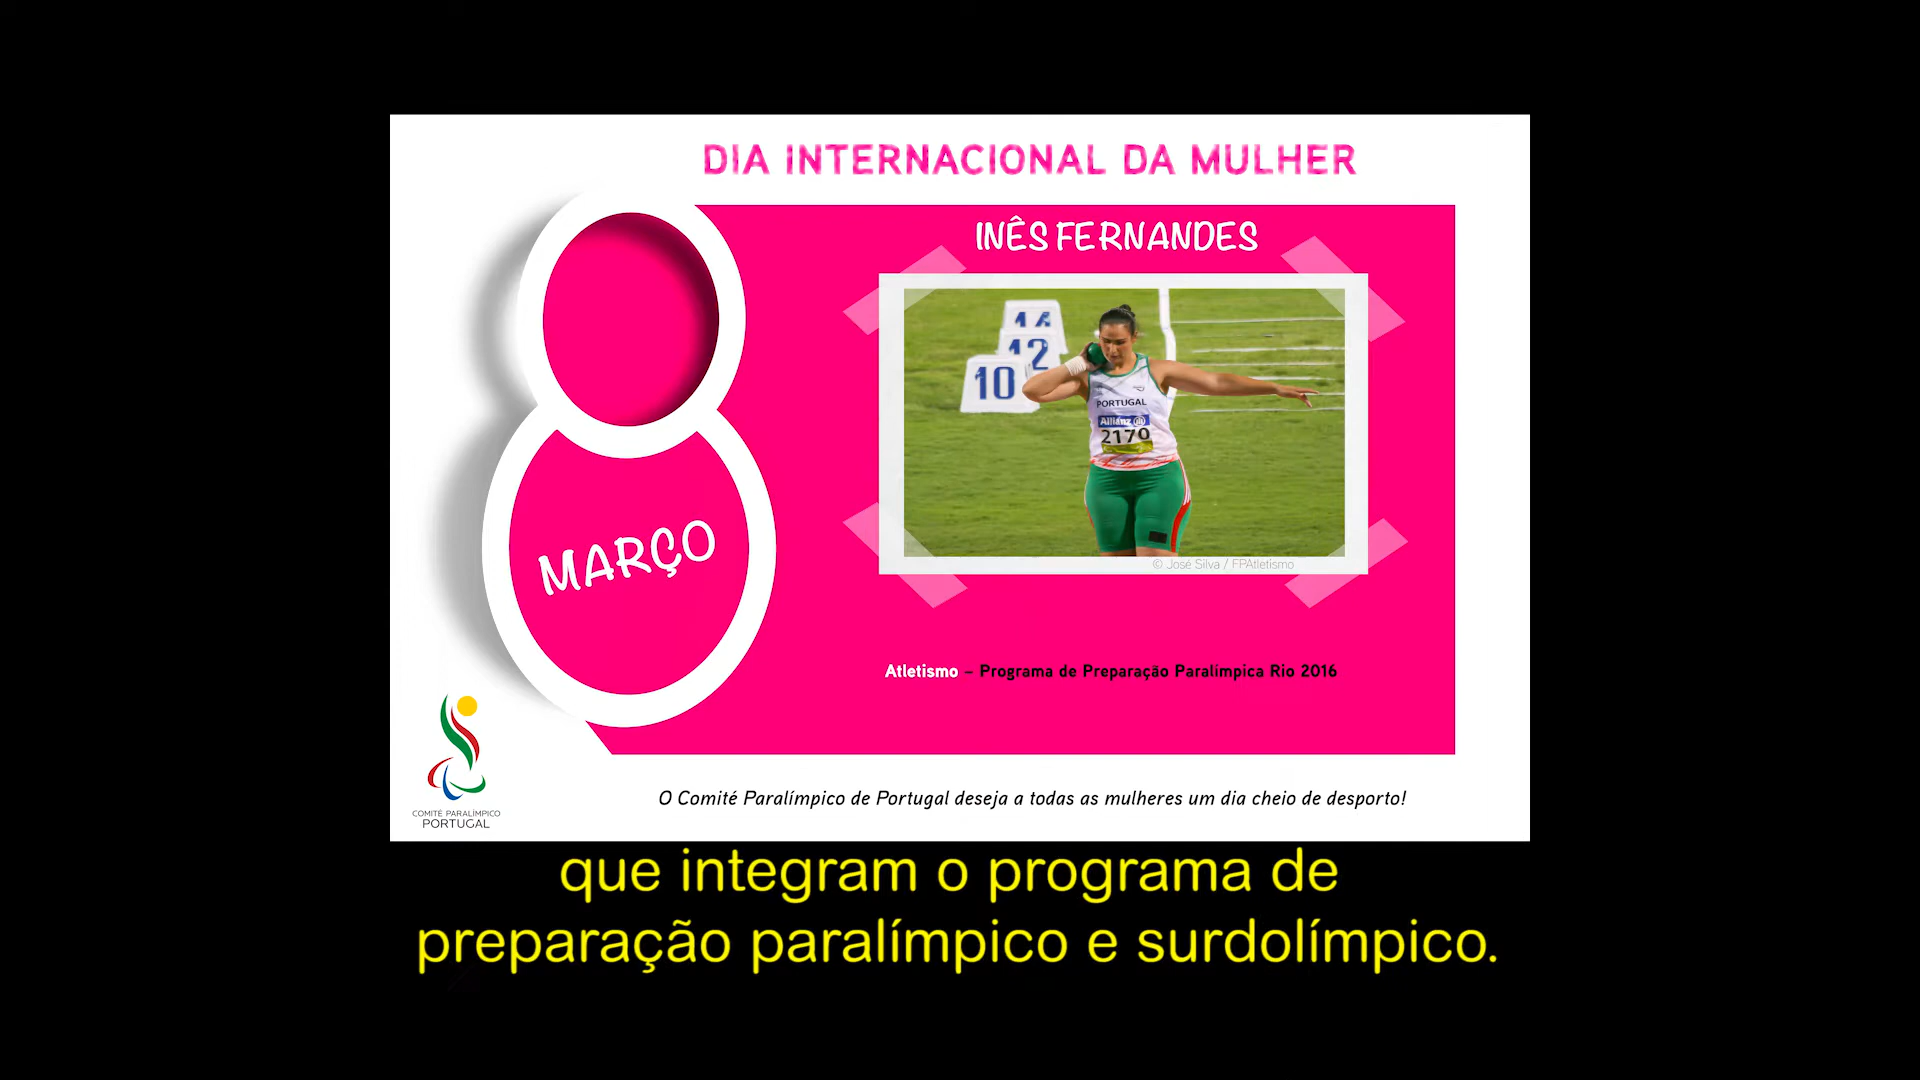 DIA INTERNACIONAL DA MULHER
INÊS FERNANDES
14
12
10
PORTUGAL
Allianz
2170
© José Silva / FPAtletismo
MARÇO
Atletismo – Programa de Preparação Paralímpica Rio 2016
O Comité Paralímpico de Portugal deseja a todas as mulheres um dia cheio de desporto!
COMITÉ PARALÍMPICO
PORTUGAL
que integram o programa de
preparação paralímpico e surdolímpico.